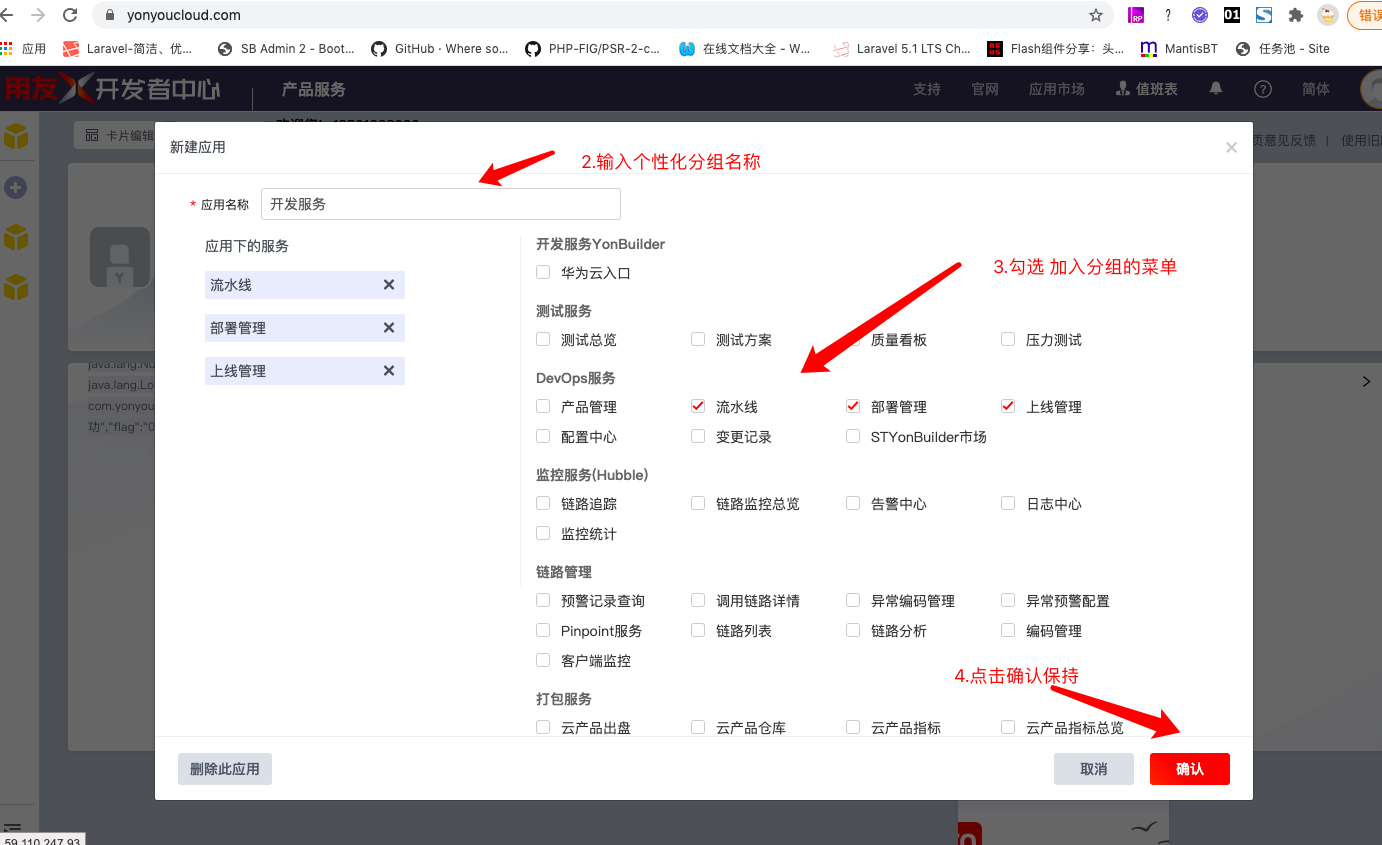 yonyoucloud.com
错误
应用
Laravel-简洁、优...
SB Admin 2 - Boot...
GitHub · Where so...
PHP-FIG/PSR-2-c...
在线文档大全 - W...
Laravel 5.1 LTS Ch...
Flash组件分享：头...
MantisBT
任务池 - Site
用友 开发者中心
产品服务
支持
官网
应用市场
值班表
简体
卡片编辑
页意见反馈 | 使用旧
新建应用
2.输入个性化分组名称
* 应用名称
开发服务
应用下的服务
流水线
部署管理
上线管理
java.lang.Lo
com.yonyou
功","flag":"0
开发服务YonBuilder
华为云入口
3.勾选 加入分组的菜单
测试服务
测试总览
测试方案
质量看板
压力测试
DevOps服务
产品管理
流水线
部署管理
上线管理
配置中心
变更记录
STYonBuilder市场
监控服务(Hubble)
链路追踪
链路监控总览
告警中心
日志中心
监控统计
链路管理
预警记录查询
调用链路详情
异常编码管理
异常预警配置
Pinpoint服务
链路列表
链路分析
编码管理
客户端监控
4.点击确认保持
打包服务
云产品出盘
云产品仓库
云产品指标
云产品指标总览
删除此应用
取消
确认
59.110.247.93